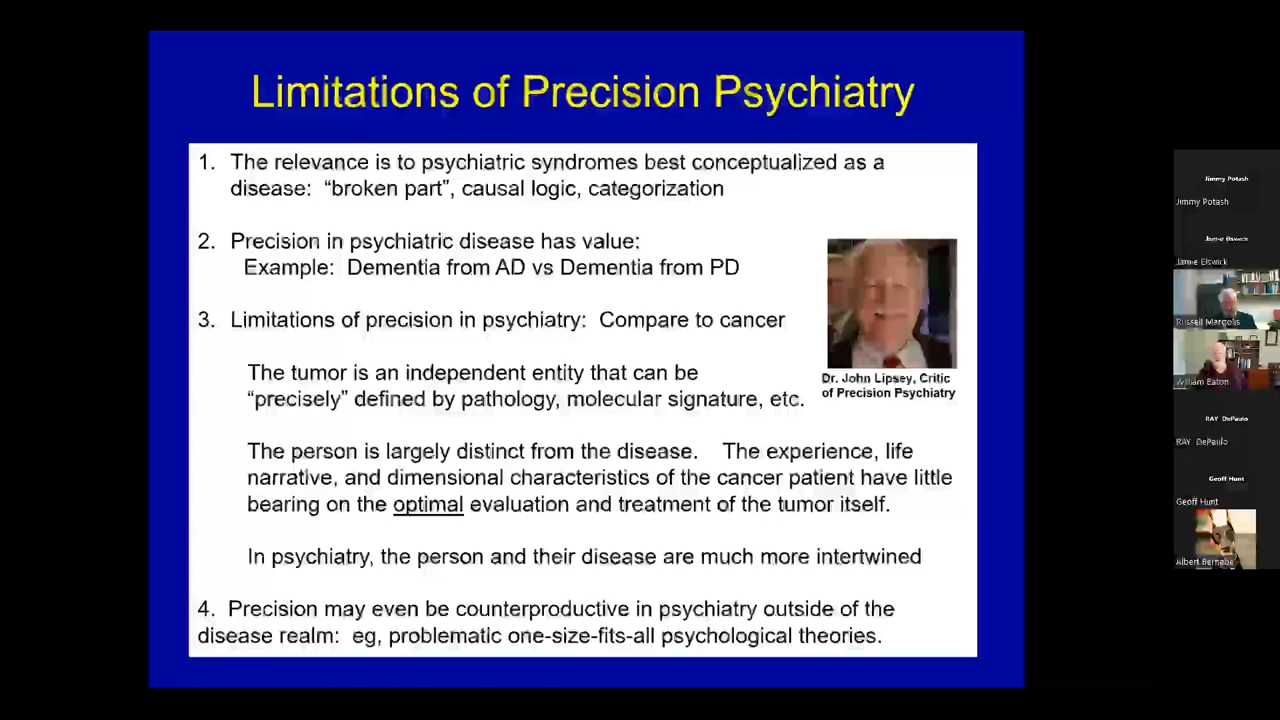 Limitations of Precision Psychiatry
1. The relevance is to psychiatric syndromes best conceptualized as a
disease: “broken part”, causal logic, categorization
2. Precision in psychiatric disease has value:
Example: Dementia from AD vs Dementia from PD
3. Limitations of precision in psychiatry: Compare to cancer
The tumor is an independent entity that can be
“precisely” defined by pathology, molecular signature, etc.
Dr. John Lipsey, Critic
of Precision Psychiatry
The person is largely distinct from the disease. The experience, life
narrative, and dimensional characteristics of the cancer patient have little
bearing on the optimal evaluation and treatment of the tumor itself.
In psychiatry, the person and their disease are much more intertwined
4. Precision may even be counterproductive in psychiatry outside of the
disease realm: eg, problematic one-size-fits-all psychological theories.
Jimmy Potash
Jimmy Potash
Jamie Elswick
Jamie Elswick
Russell Margolis
William Eaton
RAY DePaulo
RAY DePaulo
Geoff Hunt
Geoff Hunt
Albert Bernabe